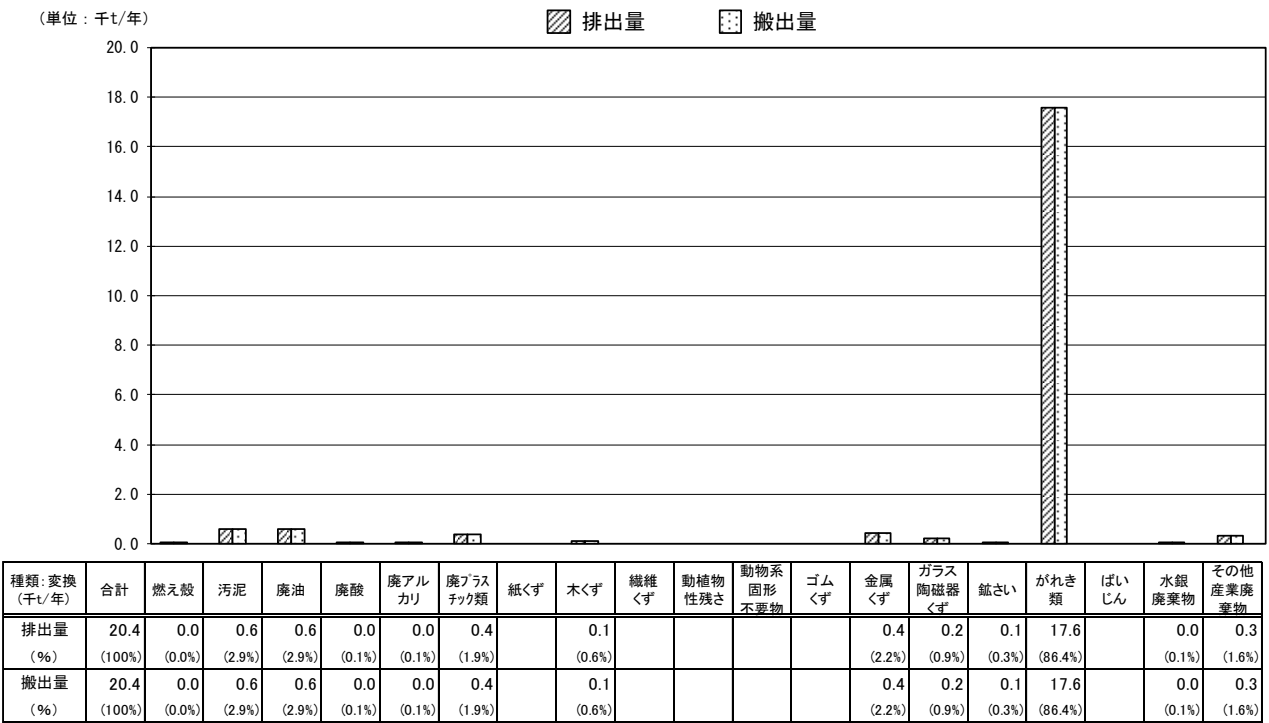 （単位：千t/年）
排出量 搬出量
20.0
18.0
16.0
14.0
12.0
10.0
8.0
6.0
4.0
2.0
0.0
種類:変換
（千t/年） 合計 燃え殻 汚泥 廃油 廃酸 廃アル
カリ 廃プラス
チック類 紙くず 木くず 繊維
くず 動植物
性残さ 動物系
固形
不要物 ゴム
くず 金属
くず ガラス
陶磁器
くず 鉱さい がれき
類 ばい
じん 水銀
廃棄物 その他
産業廃
棄物
排出量 20.4 0.0 0.6 0.6 0.0 0.0 0.4 0.1 0.4 0.2 0.1 17.6 0.0 0.3
（%） (100%) (0.0%) (2.9%) (2.9%) (0.1%) (0.1%) (1.9%) (0.6%) (2.2%) (0.9%) (0.3%) (86.4%) (0.1%) (1.6%)
搬出量 20.4 0.0 0.6 0.6 0.0 0.0 0.4 0.1 0.4 0.2 0.1 17.6 0.0 0.3
（%） (100%) (0.0%) (2.9%) (2.9%) (0.1%) (0.1%) (1.9%) (0.6%) (2.2%) (0.9%) (0.3%) (86.4%) (0.1%) (1.6%)